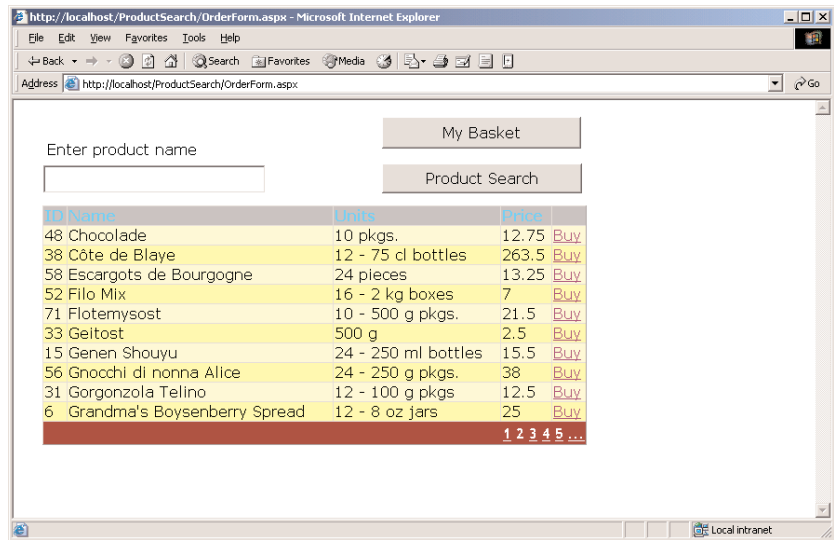 http://localhost/ProductSearch/OrderForm.aspx - Microsoft Internet Explorer
File Edit View Favorites Tools Help
Back Search Favorites Media
Address http://localhost/ProductSearch/OrderForm.aspx Go
My Basket
Enter product name
Product Search
ID Name Units Price
48 Chocolade 10 pkgs. 12.75 Buy
38 Côte de Blaye 12 - 75 cl bottles 263.5 Buy
58 Escargots de Bourgogne 24 pieces 13.25 Buy
52 Filo Mix 16 - 2 kg boxes 7 Buy
71 Flotemysost 10 - 500 g pkgs. 21.5 Buy
33 Geitost 500 g 2.5 Buy
15 Genen Shouyu 24 - 250 ml bottles 15.5 Buy
56 Gnocchi di nonna Alice 24 - 250 g pkgs. 38 Buy
31 Gorgonzola Telino 12 - 100 g pkgs 12.5 Buy
6 Grandma's Boysenberry Spread 12 - 8 oz jars 25 Buy
1 2 3 4 5 ...
Local intranet